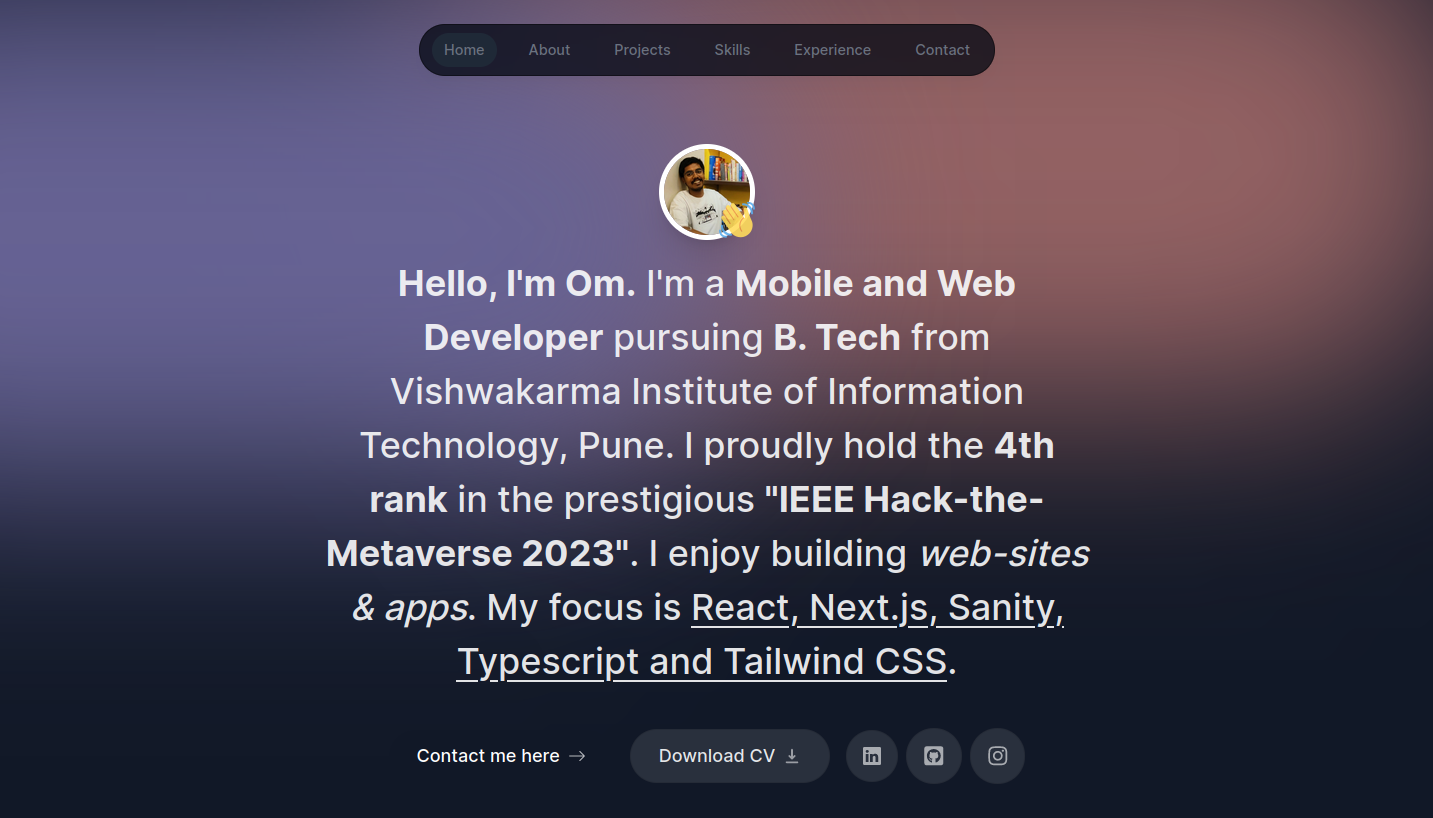 Home About Projects Skills Experience Contact
Hello, I'm Om. I'm a Mobile and Web
Developer pursuing B. Tech from
Vishwakarma Institute of Information
Technology, Pune. I proudly hold the 4th
rank in the prestigious "IEEE Hack-the-
Metaverse 2023". I enjoy building web-sites
& apps. My focus is React, Next.js, Sanity,
Typescript and Tailwind CSS.
Contact me here → Download CV